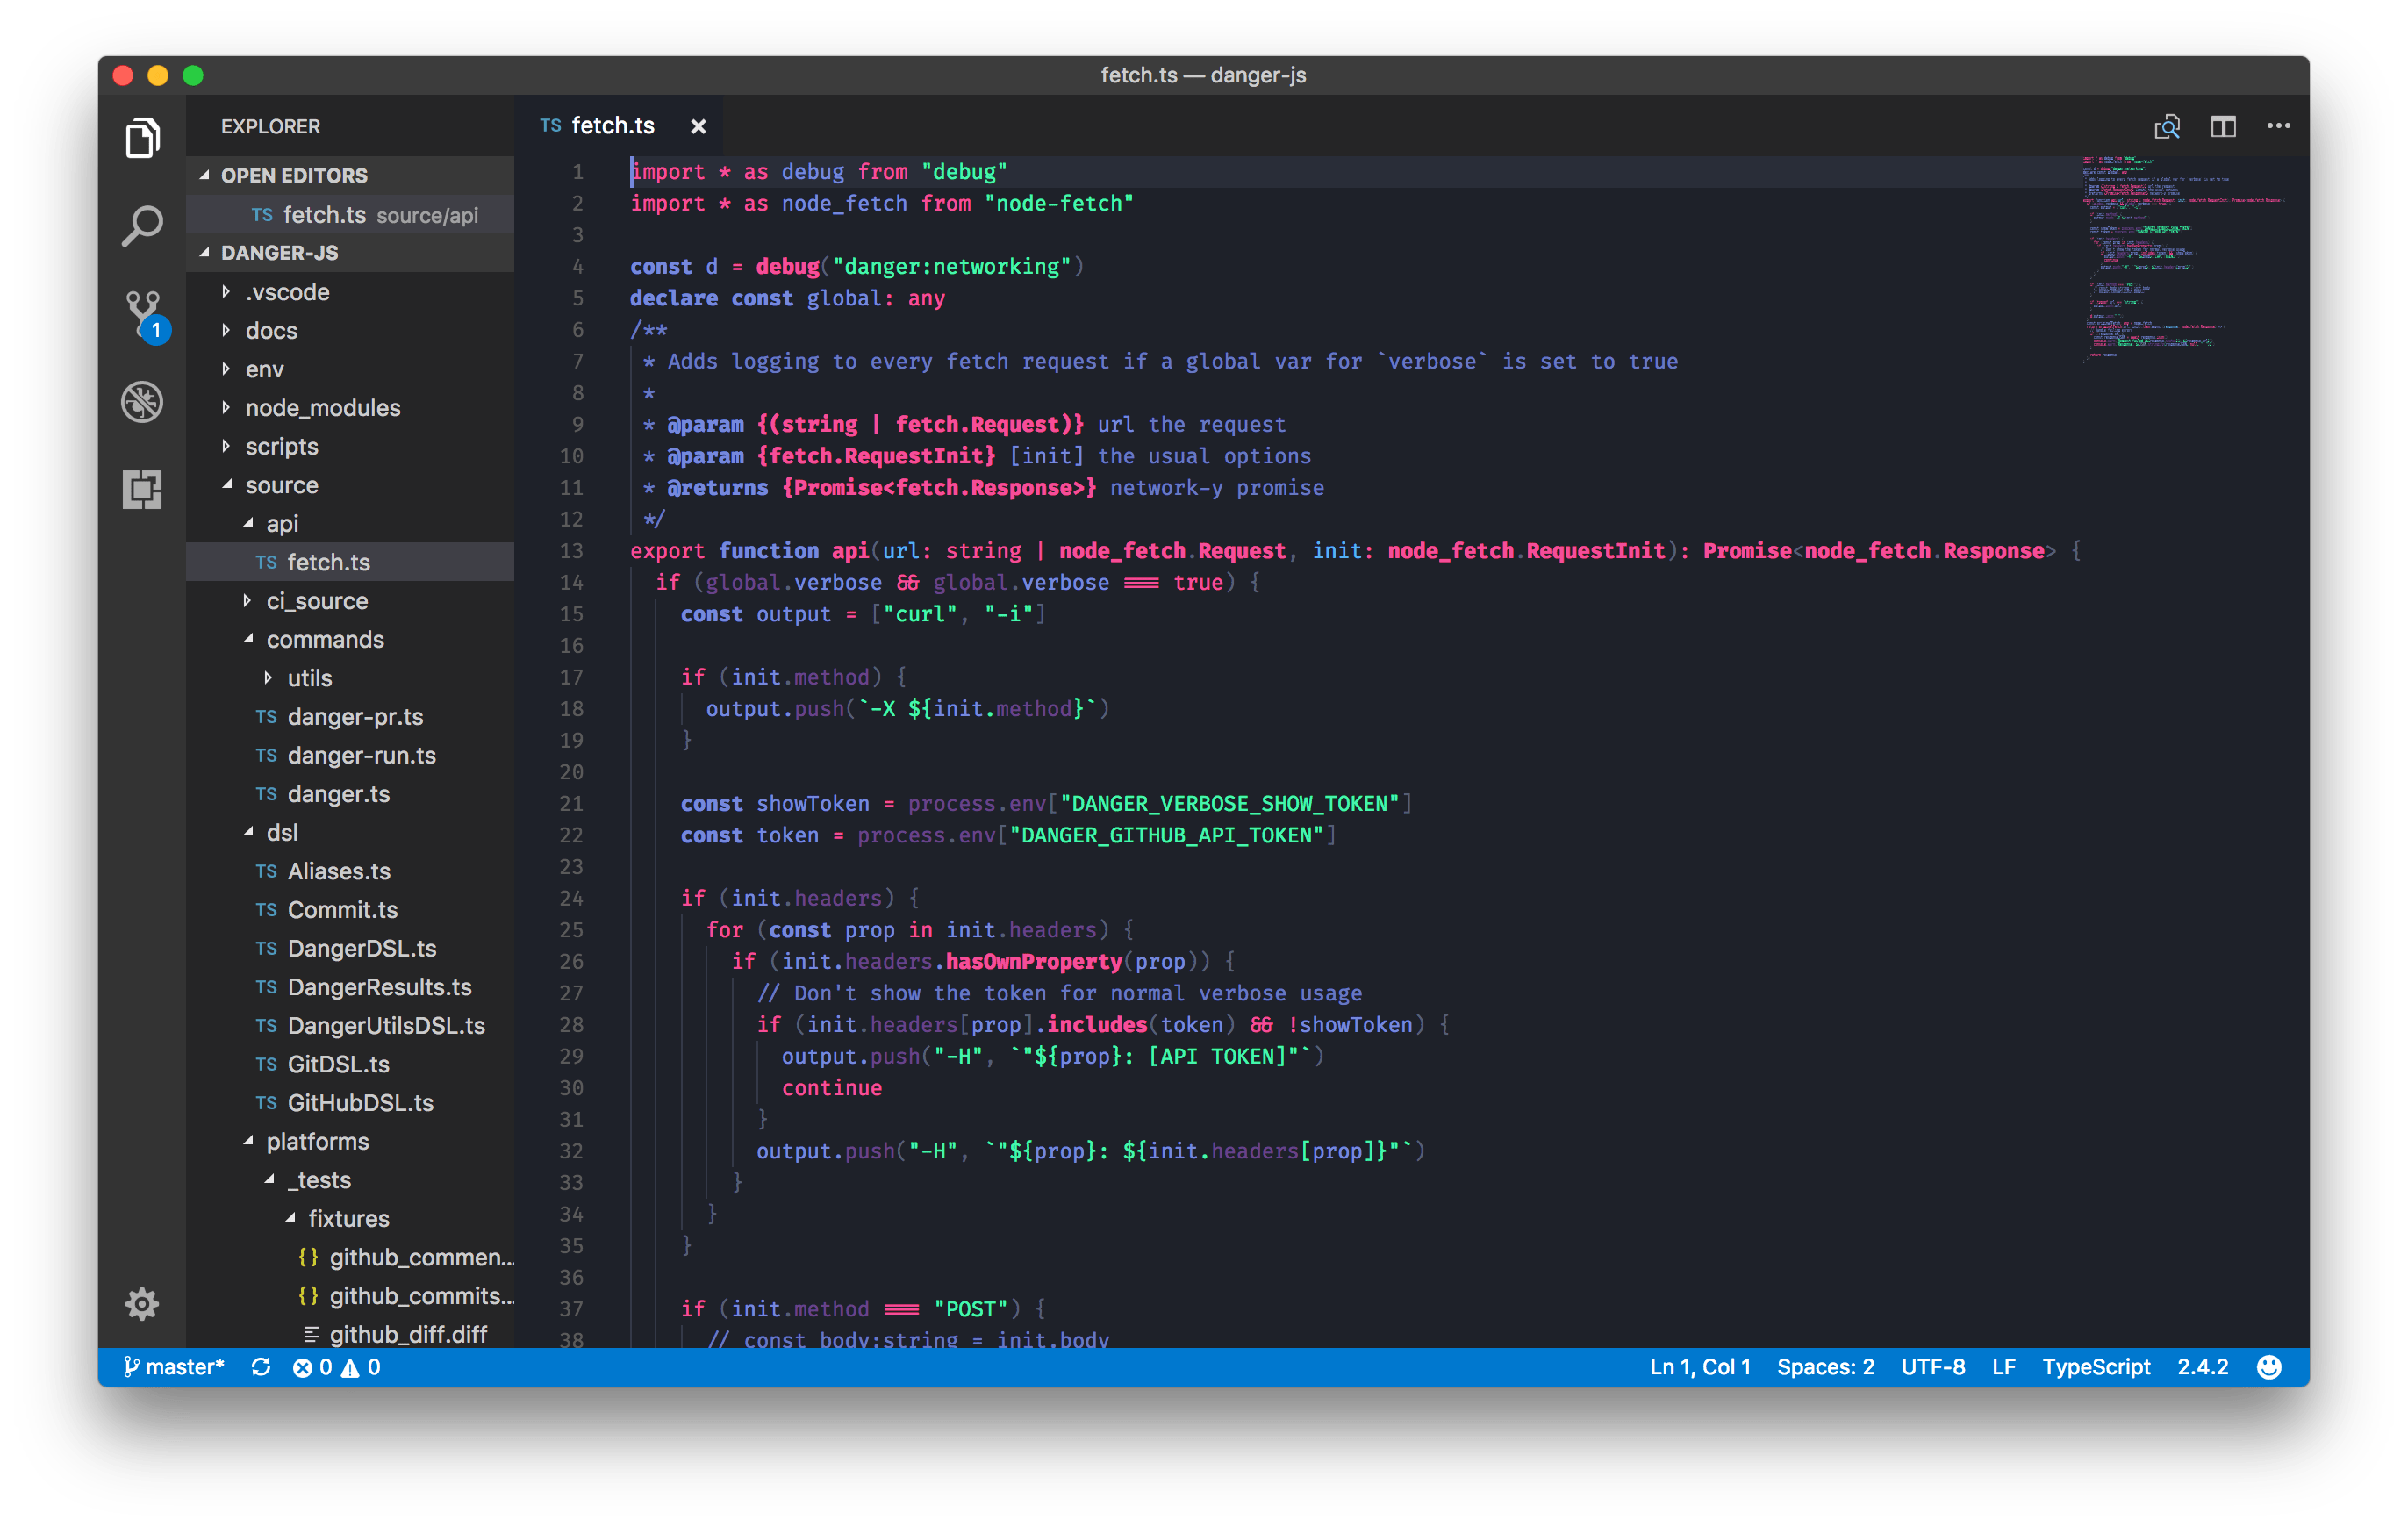 fetch.ts — danger-js
EXPLORER
OPEN EDITORS
TS fetch.ts source/api
DANGER-JS
.vscode
docs
env
node_modules
scripts
source
api
TS fetch.ts
ci_source
commands
utils
TS danger-pr.ts
TS danger-run.ts
TS danger.ts
dsl
TS Aliases.ts
TS Commit.ts
TS DangerDSL.ts
TS DangerResults.ts
TS DangerUtilsDSL.ts
TS GitDSL.ts
TS GitHubDSL.ts
platforms
_tests
fixtures
{} github_commen...
{} github_commits...
github_diff.diff
1
TS fetch.ts ×
1 import * as debug from "debug"
2 import * as node_fetch from "node-fetch"
3
4 const d = debug("danger:networking")
5 declare const global: any
6 /**
7 * Adds logging to every fetch request if a global var for `verbose` is set to true
8 *
9 * @param {(string | fetch.Request)} url the request
10 * @param {fetch.RequestInit} [init] the usual options
11 * @returns {Promise<fetch.Response>} network-y promise
12 */
13 export function api(url: string | node_fetch.Request, init: node_fetch.RequestInit): Promise<node_fetch.Response> {
14 if (global.verbose && global.verbose === true) {
15 const output = ["curl", "-i"]
16
17 if (init.method) {
18 output.push(`-X ${init.method}`)
19 }
20
21 const showToken = process.env["DANGER_VERBOSE_SHOW_TOKEN"]
22 const token = process.env["DANGER_GITHUB_API_TOKEN"]
23
24 if (init.headers) {
25 for (const prop in init.headers) {
26 if (init.headers.hasOwnProperty(prop)) {
27 // Don't show the token for normal verbose usage
28 if (init.headers[prop].includes(token) && !showToken) {
29 output.push("-H", `"${prop}: [API TOKEN]"`)
30 continue
31 }
32 output.push("-H", `"${prop}: ${init.headers[prop]}"`)
33 }
34 }
35 }
36
37 if (init.method === "POST") {
38 // const body:string = init.body
master* 0 0
Ln 1, Col 1 Spaces: 2 UTF-8 LF TypeScript 2.4.2